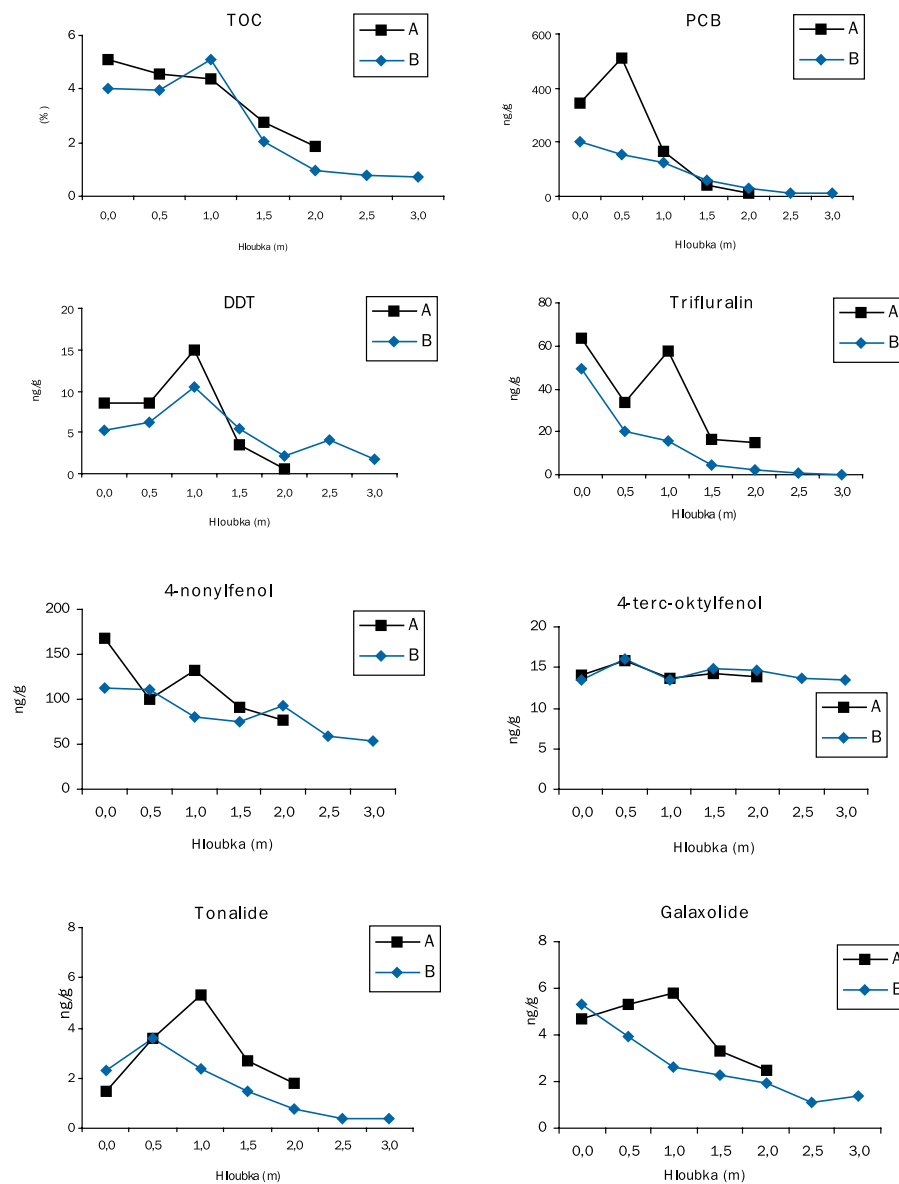 TOC
A
B
6
4
2
0
(%)
0,0 0,5 1,0 1,5 2,0 2,5 3,0
Hloubka (m)
PCB
A
B
600
400
200
0
ng/g
0,0 0,5 1,0 1,5 2,0 2,5 3,0
Hloubka (m)
DDT
A
B
20
15
10
5
0
ng/g
0,0 0,5 1,0 1,5 2,0 2,5 3,0
Hloubka (m)
Trifluralin
A
B
80
60
40
20
0
ng/g
0,0 0,5 1,0 1,5 2,0 2,5 3,0
Hloubka (m)
4-nonylfenol
A
B
200
150
100
50
0
ng/g
0,0 0,5 1,0 1,5 2,0 2,5 3,0
Hloubka (m)
4-terc-oktylfenol
A
B
20
15
10
5
0
ng/g
0,0 0,5 1,0 1,5 2,0 2,5 3,0
Hloubka (m)
Tonalide
A
B
8
6
4
2
0
ng/g
0,0 0,5 1,0 1,5 2,0 2,5 3,0
Hloubka (m)
Galaxolide
A
B
8
6
4
2
0
ng/g
0,0 0,5 1,0 1,5 2,0 2,5 3,0
Hloubka (m)